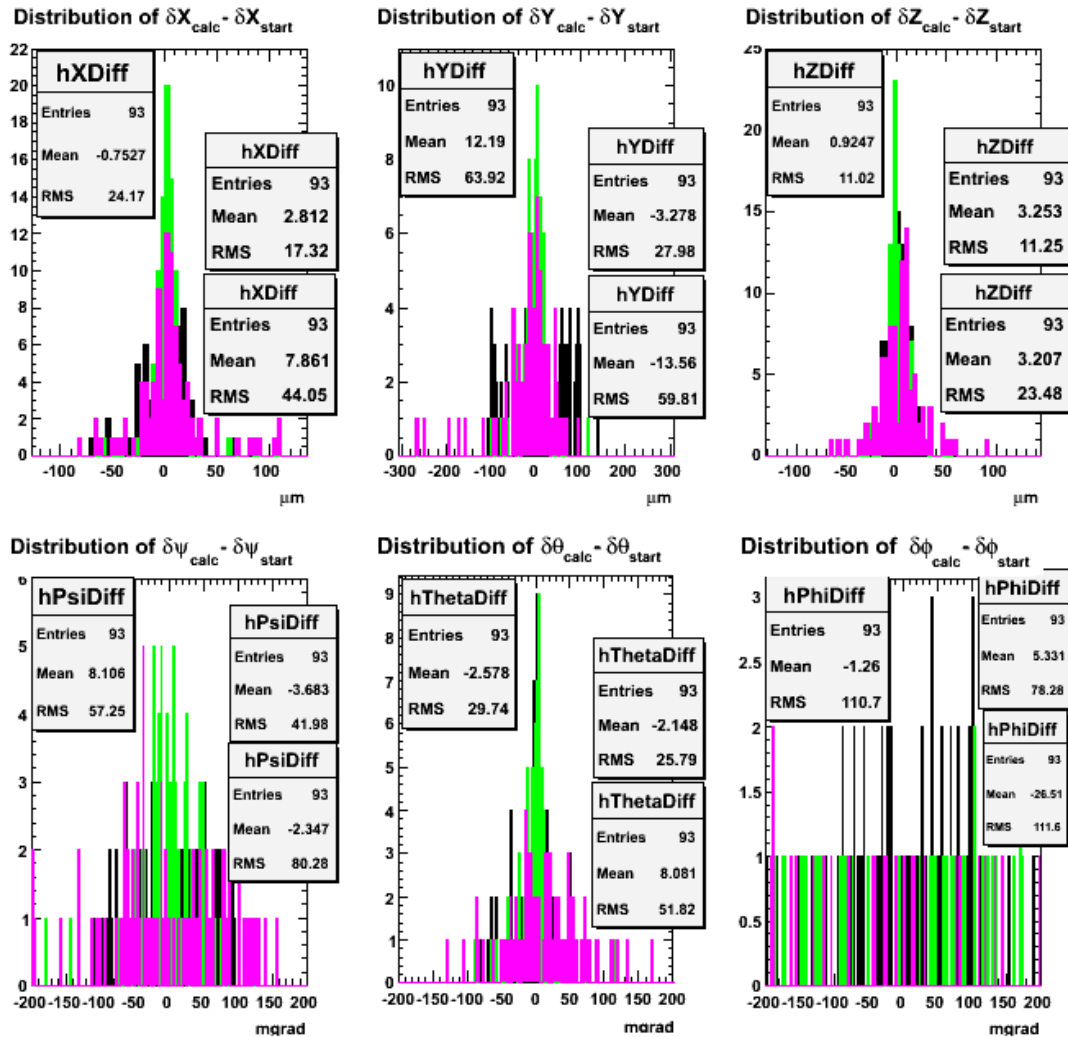 Distribution of δX_calc - δX_start
22
20
18
16
14
12
10
8
6
4
2
0
hXDiff
Entries 93
Mean -0.7527
RMS 24.17
hXDiff
Entries 93
Mean 2.812
RMS 17.32
hXDiff
Entries 93
Mean 7.861
RMS 44.05
-100 -50 0 50 100
μm
Distribution of δY_calc - δY_start
10
8
6
4
2
0
hYDiff
Entries 93
Mean 12.19
RMS 63.92
hYDiff
Entries 93
Mean -3.278
RMS 27.98
hYDiff
Entries 93
Mean -13.56
RMS 59.81
-300 -200 -100 0 100 200 300
μm
Distribution of δZ_calc - δZ_start
25
20
15
10
5
0
hZDiff
Entries 93
Mean 0.9247
RMS 11.02
hZDiff
Entries 93
Mean 3.253
RMS 11.25
hZDiff
Entries 93
Mean 3.207
RMS 23.48
-100 -50 0 50 100
μm
Distribution of δψ_calc - δψ_start
6
5
4
3
2
1
0
hPsiDiff
Entries 93
Mean 8.106
RMS 57.25
hPsiDiff
Entries 93
Mean -3.683
RMS 41.98
hPsiDiff
Entries 93
Mean -2.347
RMS 80.28
-200 -150 -100 -50 0 50 100 150 200
mgrad
Distribution of δθ_calc - δθ_start
9
8
7
6
5
4
3
2
1
0
hThetaDiff
Entries 93
Mean -2.578
RMS 29.74
hThetaDiff
Entries 93
Mean -2.148
RMS 25.79
hThetaDiff
Entries 93
Mean 8.081
RMS 51.82
-200 -150 -100 -50 0 50 100 150 200
mgrad
Distribution of δϕ_calc - δϕ_start
3
2.5
2
1.5
1
0.5
0
hPhiDiff
Entries 93
Mean -1.26
RMS 110.7
hPhiDiff
Entries 93
Mean 5.331
RMS 78.28
hPhiDiff
Entries 93
Mean -26.51
RMS 111.6
-200 -150 -100 -50 0 50 100 150 200
mgrad